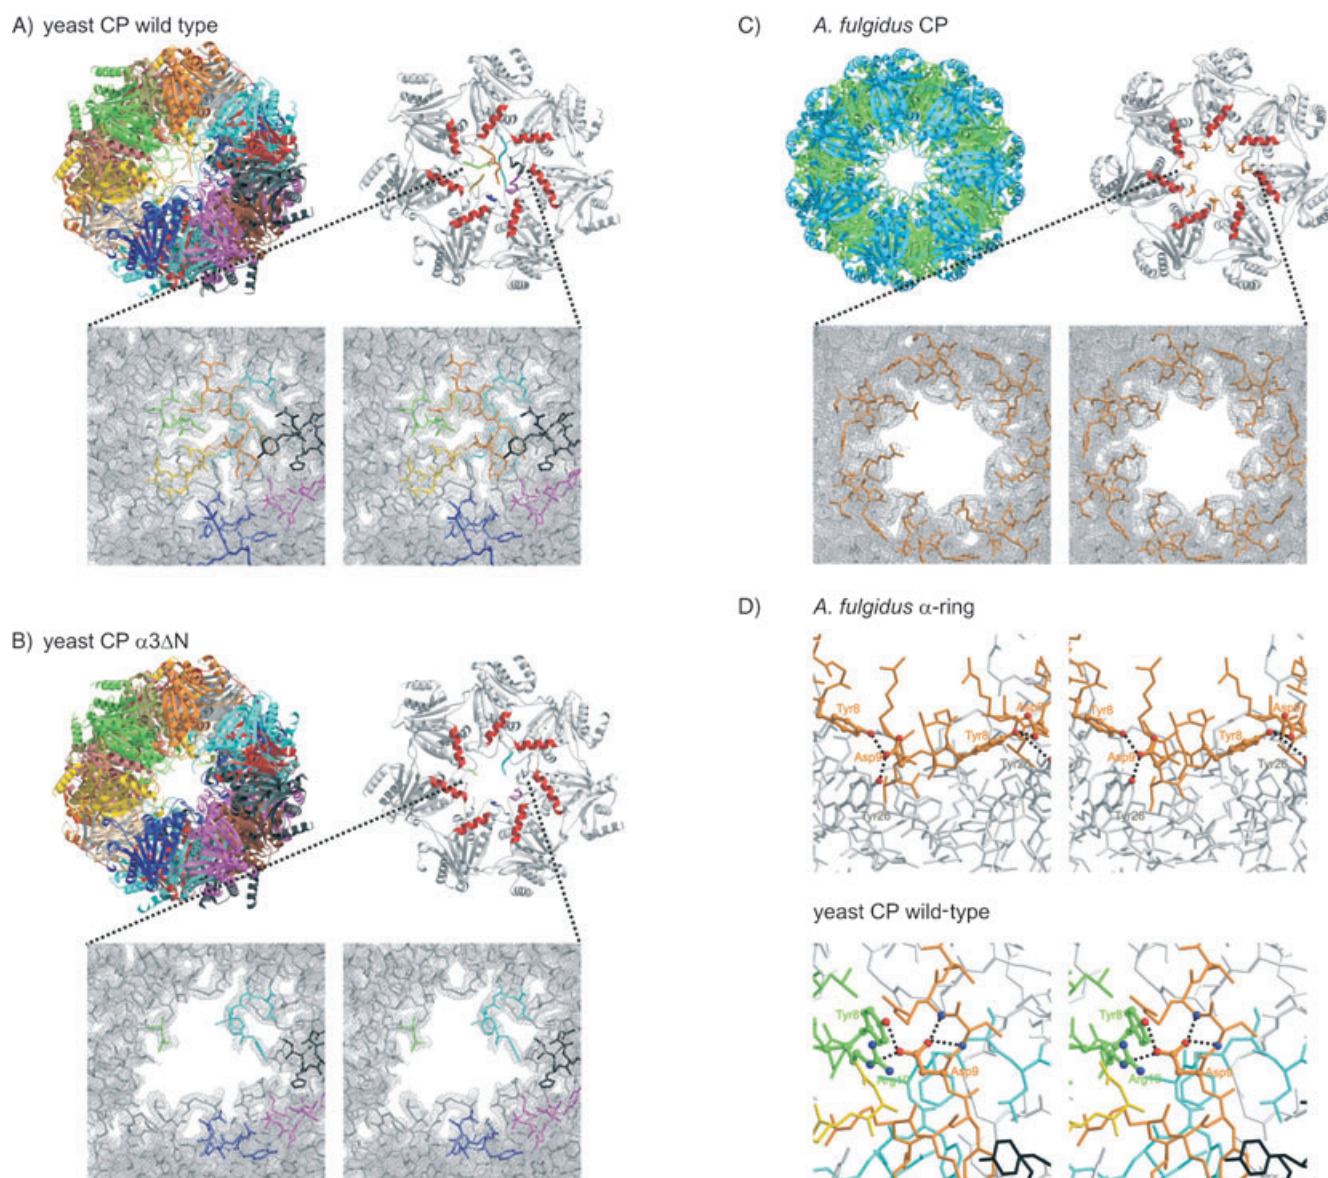 A) yeast CP wild type
B) yeast CP α3ΔN
C) A. fulgidus CP
D) A. fulgidus α-ring
Tyr8 Asp9 Tyr8 Asp9 Tyr26 Tyr26
Tyr8 Asp9 Tyr8 Asp9 Tyr26 Tyr26
yeast CP wild-type
Tyr8 Arg10 Asp9
Tyr8 Arg10 Asp9